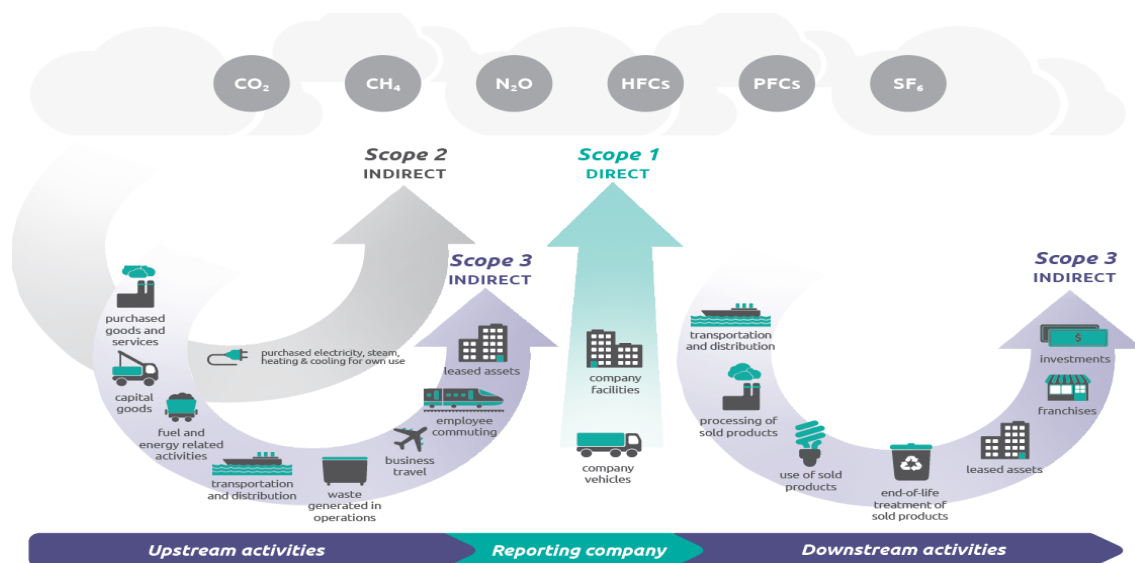 CO₂
CH₄
N₂O
HFCs
PFCs
SF₆
Scope 2
INDIRECT
Scope 1
DIRECT
Scope 3
INDIRECT
Scope 3
INDIRECT
purchased
goods and
services
capital
goods
fuel and
energy related
activities
purchased electricity, steam,
heating & cooling for own use
transportation
and distribution
waste
generated in
operations
business
travel
employee
commuting
leased assets
company
facilities
company
vehicles
transportation
and distribution
processing of
sold products
use of sold
products
end-of-life
treatment of
sold products
leased assets
franchises
$
investments
Upstream activities
Reporting company
Downstream activities